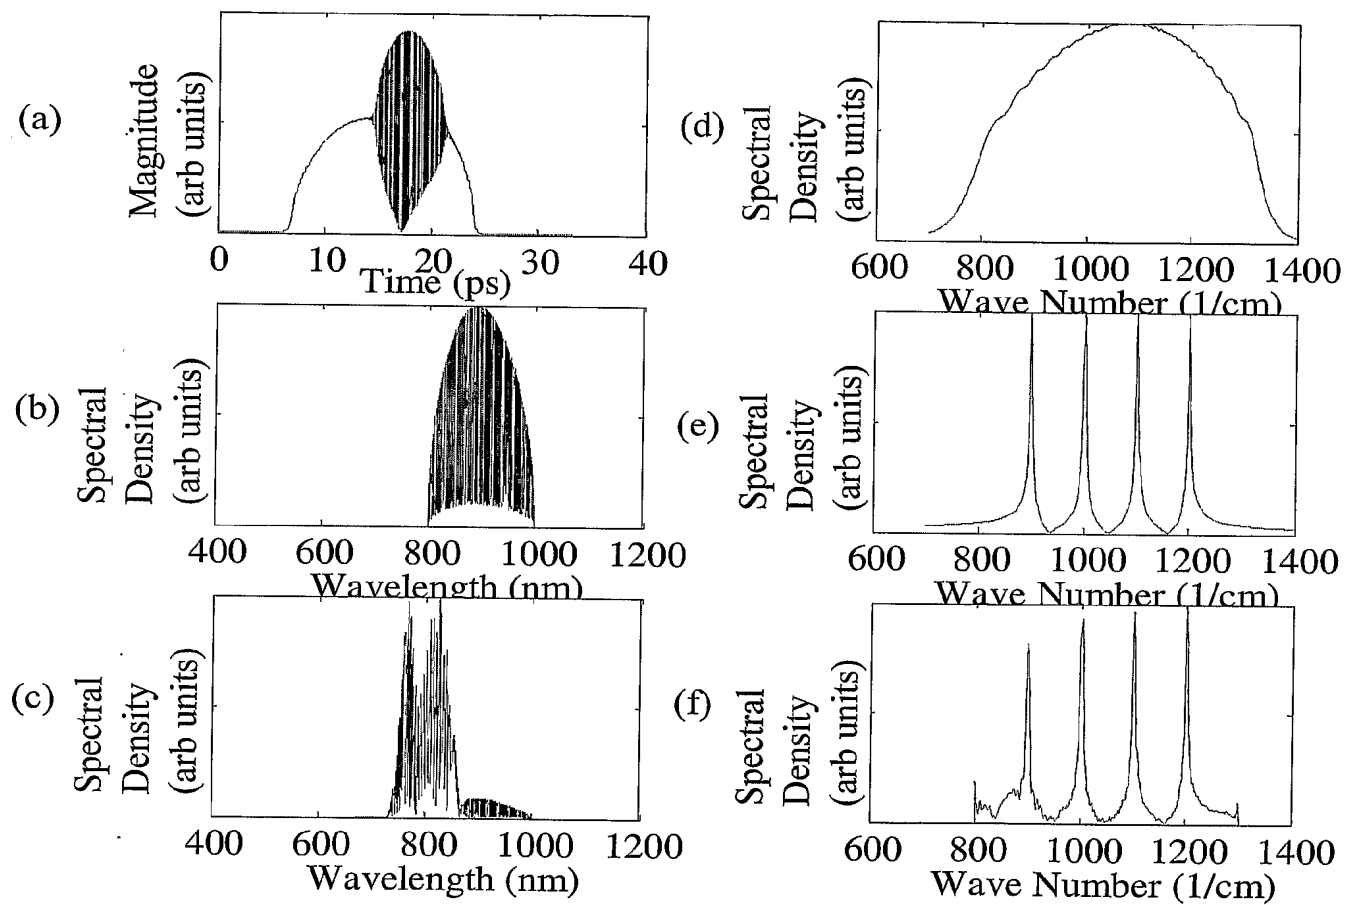 (a)
Magnitude
(arb units)
0 10 20 30 40
Time (ps)
(b)
Spectral
Density
(arb units)
400 600 800 1000 1200
Wavelength (nm)
(c)
Spectral
Density
(arb units)
400 600 800 1000 1200
Wavelength (nm)
(d)
Spectral
Density
(arb units)
600 800 1000 1200 1400
Wave Number (1/cm)
(e)
Spectral
Density
(arb units)
600 800 1000 1200 1400
Wave Number (1/cm)
(f)
Spectral
Density
(arb units)
600 800 1000 1200 1400
Wave Number (1/cm)